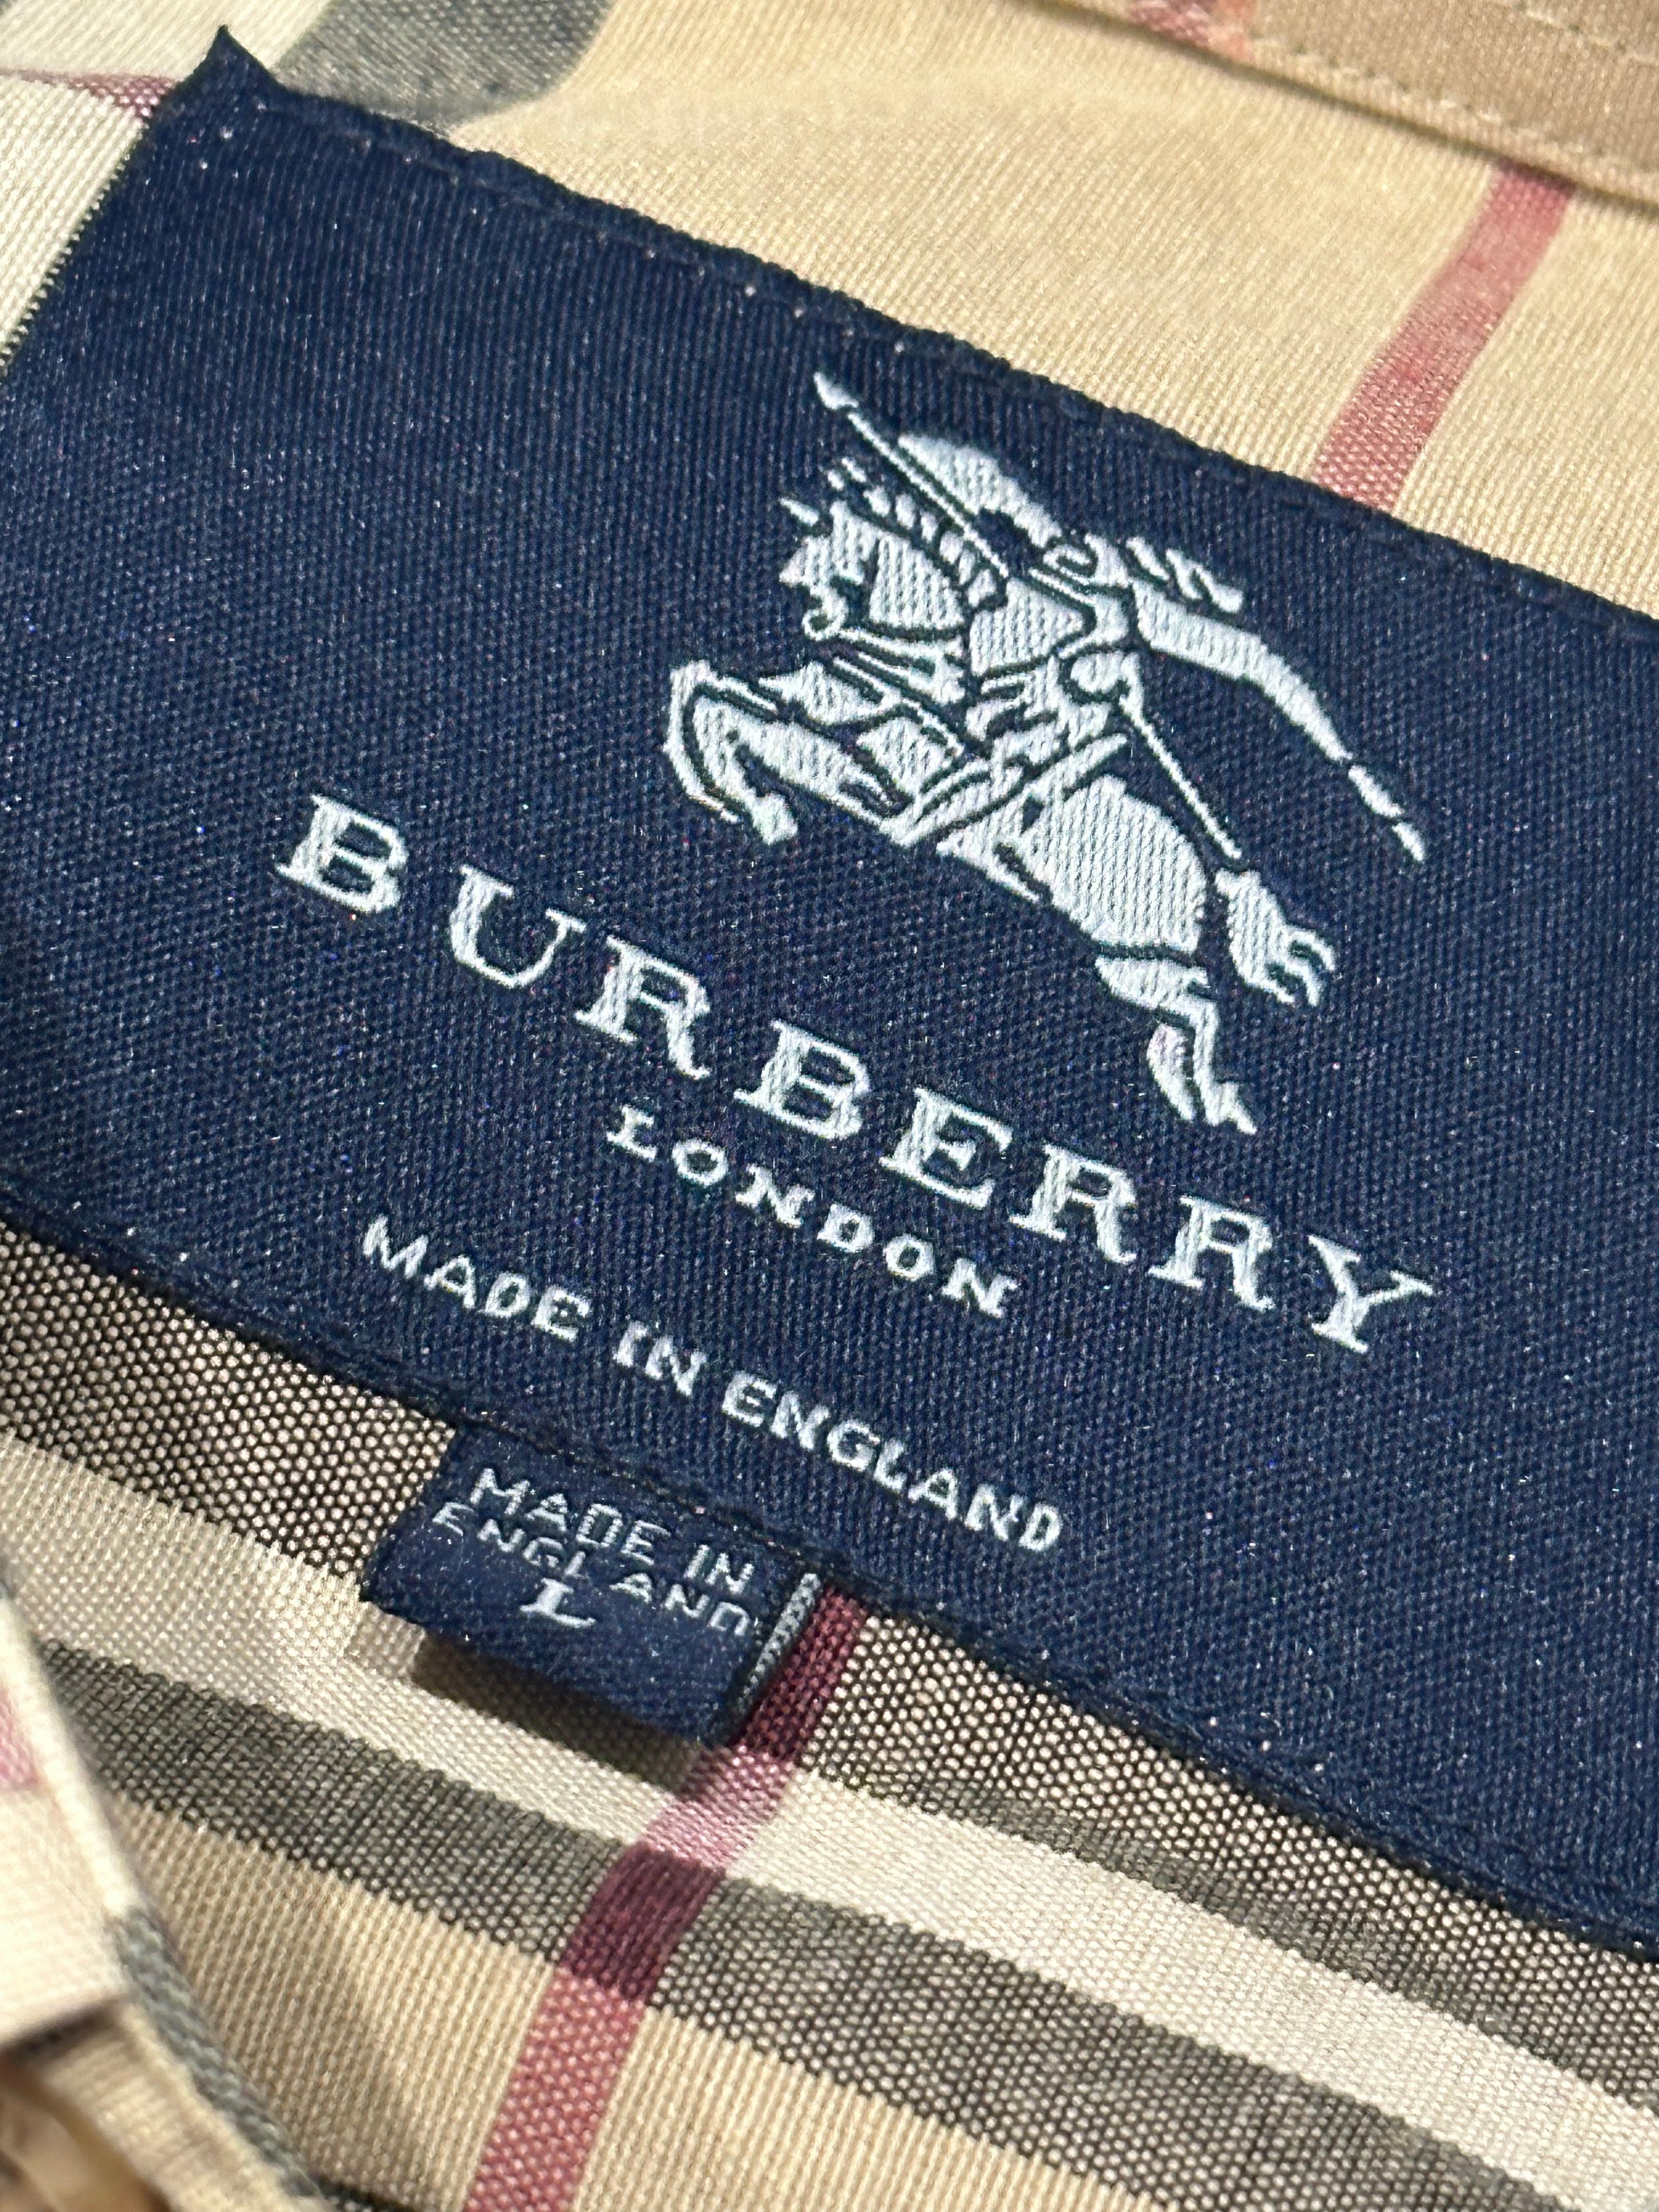 BURBERRY
LONDON
MADE IN ENGLAND
MADE IN
ENGLAND
L